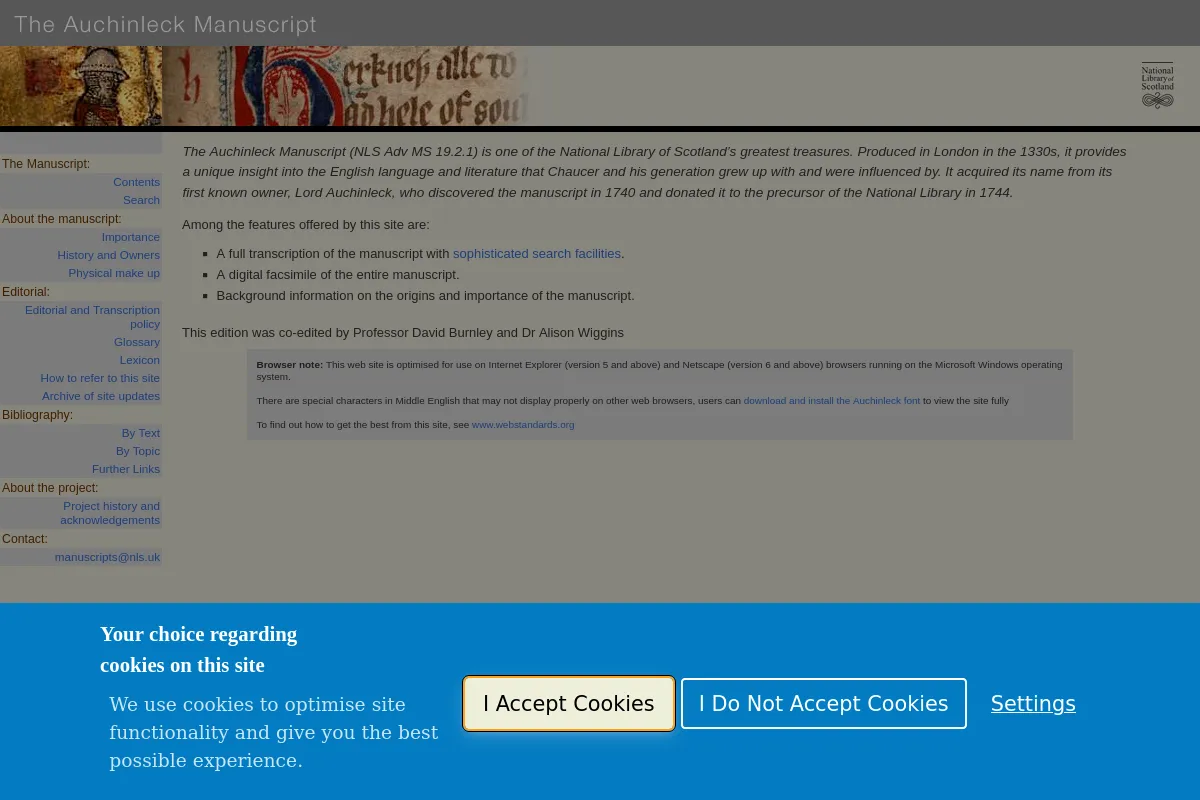 The Auchinleck Manuscript
h
Herkneþ alle to
hele of soul
National
Library of
Scotland
The Manuscript:
Contents
Search
About the manuscript:
Importance
History and Owners
Physical make up
Editorial:
Editorial and Transcription
policy
Glossary
Lexicon
How to refer to this site
Archive of site updates
Bibliography:
By Text
By Topic
Further Links
About the project:
Project history and
acknowledgements
Contact:
manuscripts@nls.uk
The Auchinleck Manuscript (NLS Adv MS 19.2.1) is one of the National Library of Scotland's greatest treasures. Produced in London in the 1330s, it provides
a unique insight into the English language and literature that Chaucer and his generation grew up with and were influenced by. It acquired its name from its
first known owner, Lord Auchinleck, who discovered the manuscript in 1740 and donated it to the precursor of the National Library in 1744.
Among the features offered by this site are:
A full transcription of the manuscript with sophisticated search facilities.
A digital facsimile of the entire manuscript.
Background information on the origins and importance of the manuscript.
This edition was co-edited by Professor David Burnley and Dr Alison Wiggins
Browser note: This web site is optimised for use on Internet Explorer (version 5 and above) and Netscape (version 6 and above) browsers running on the Microsoft Windows operating
system.
There are special characters in Middle English that may not display properly on other web browsers, users can download and install the Auchinleck font to view the site fully
To find out how to get the best from this site, see www.webstandards.org
Your choice regarding
cookies on this site
We use cookies to optimise site
functionality and give you the best
possible experience.
I Accept Cookies
I Do Not Accept Cookies
Settings